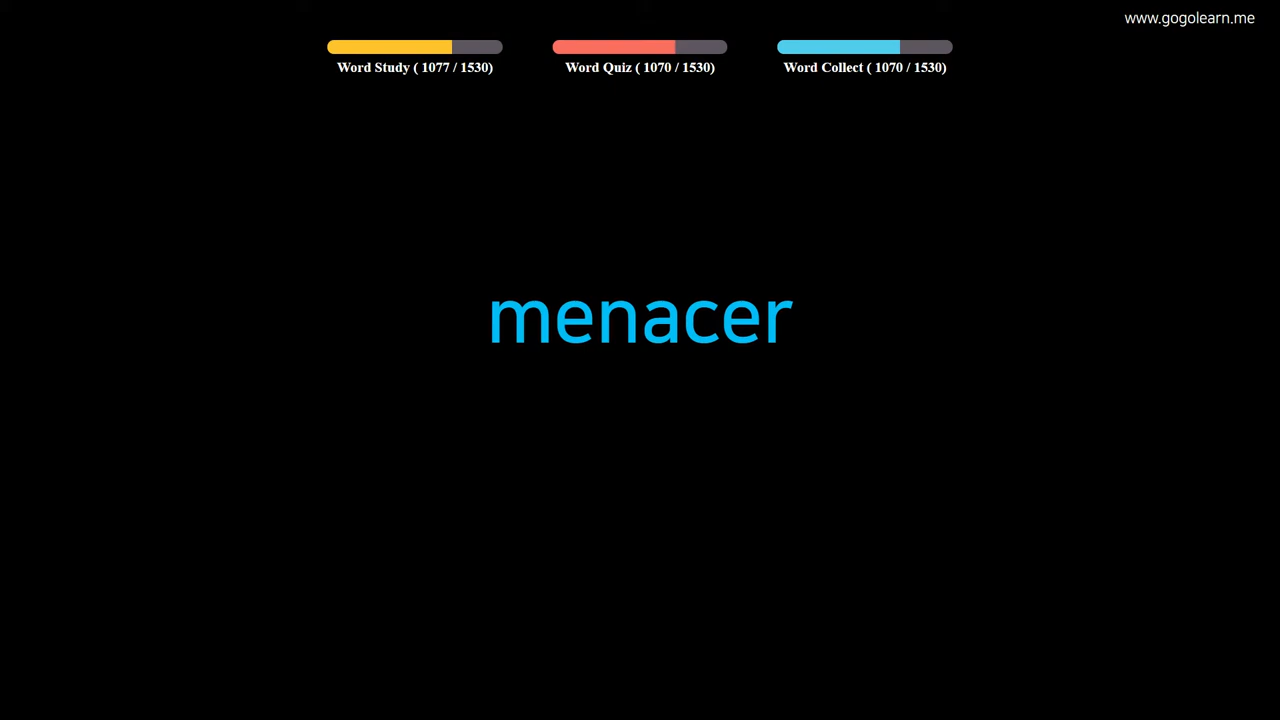 www.gogolearn.me
Word Study ( 1077 / 1530)
Word Quiz ( 1070 / 1530)
Word Collect ( 1070 / 1530)
menacer